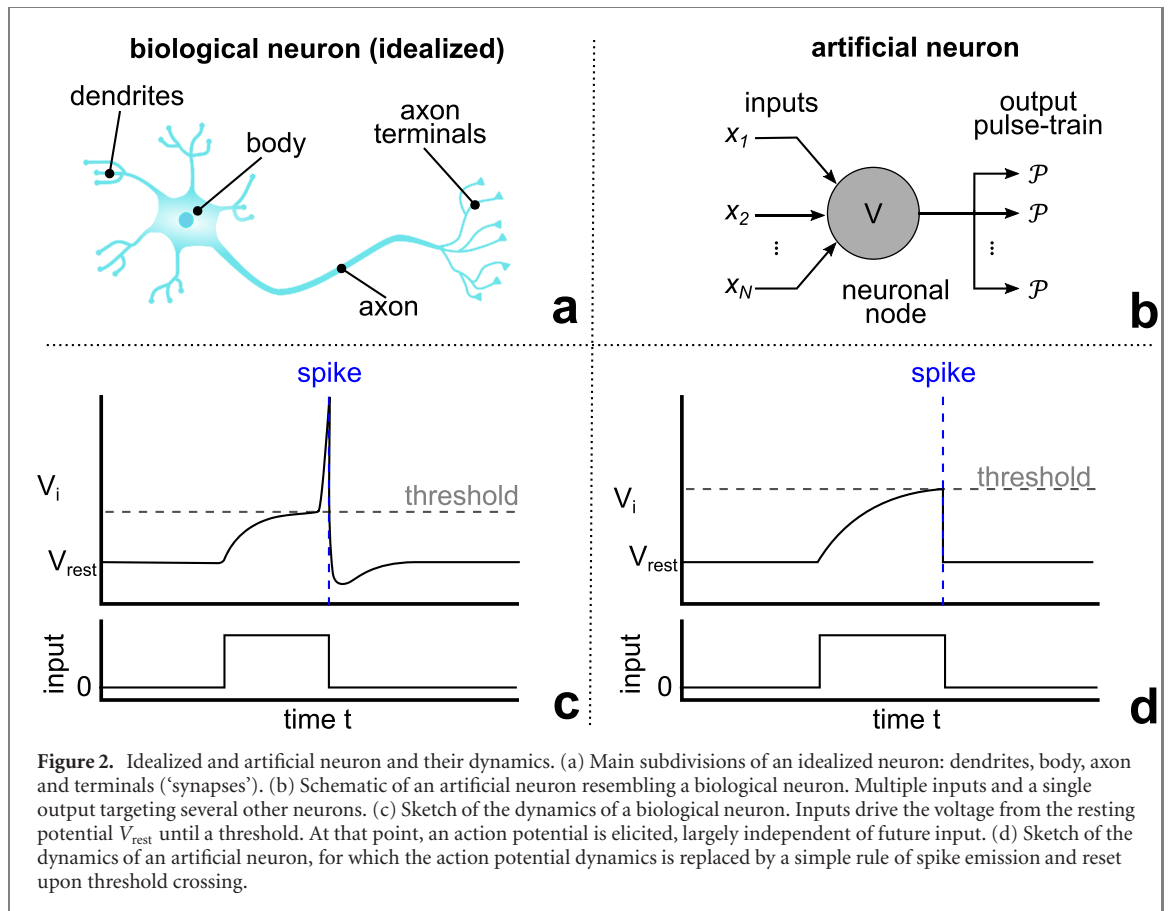 biological neuron (idealized)
dendrites
body
axon
terminals
axon
a
artificial neuron
inputs
output
pulse-train
x1
x2
⋮
xN
V
neuronal
node
𝒫
𝒫
⋮
𝒫
b
spike
Vi
threshold
Vrest
input
0
time t
c
spike
Vi
threshold
Vrest
input
0
time t
d
Figure 2. Idealized and artificial neuron and their dynamics. (a) Main subdivisions of an idealized neuron: dendrites, body, axon
and terminals (‘synapses’). (b) Schematic of an artificial neuron resembling a biological neuron. Multiple inputs and a single
output targeting several other neurons. (c) Sketch of the dynamics of a biological neuron. Inputs drive the voltage from the resting
potential Vrest until a threshold. At that point, an action potential is elicited, largely independent of future input. (d) Sketch of the
dynamics of an artificial neuron, for which the action potential dynamics is replaced by a simple rule of spike emission and reset
upon threshold crossing.